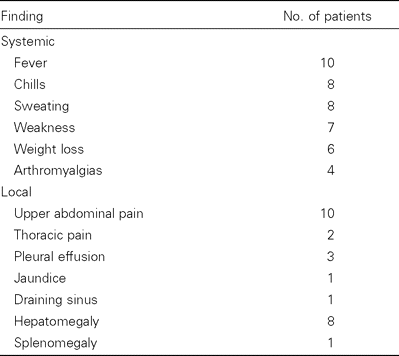 Finding No. of patients
Systemic
Fever 10
Chills 8
Sweating 8
Weakness 7
Weight loss 6
Arthromyalgias 4
Local
Upper abdominal pain 10
Thoracic pain 2
Pleural effusion 3
Jaundice 1
Draining sinus 1
Hepatomegaly 8
Splenomegaly 1